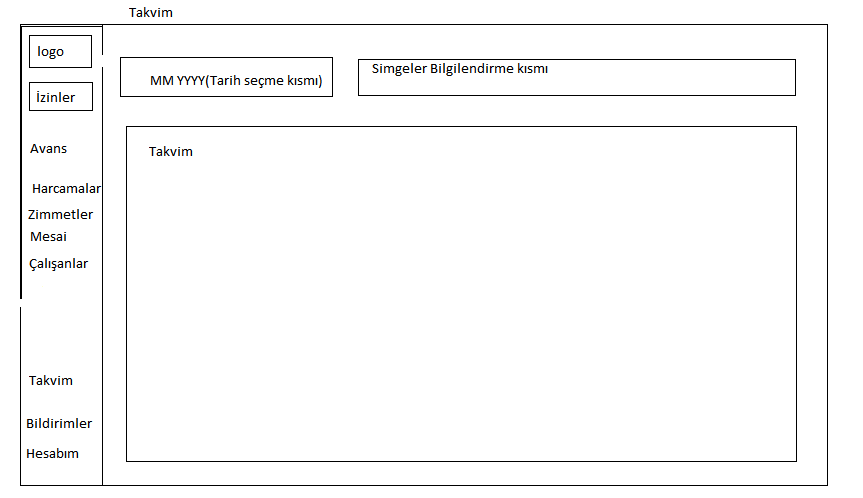 Takvim
logo
İzinler
Avans
Harcamalar
Zimmetler
Mesai
Çalışanlar
Takvim
Bildirimler
Hesabım
MM YYYY(Tarih seçme kısmı)
Simgeler Bilgilendirme kısmı
Takvim